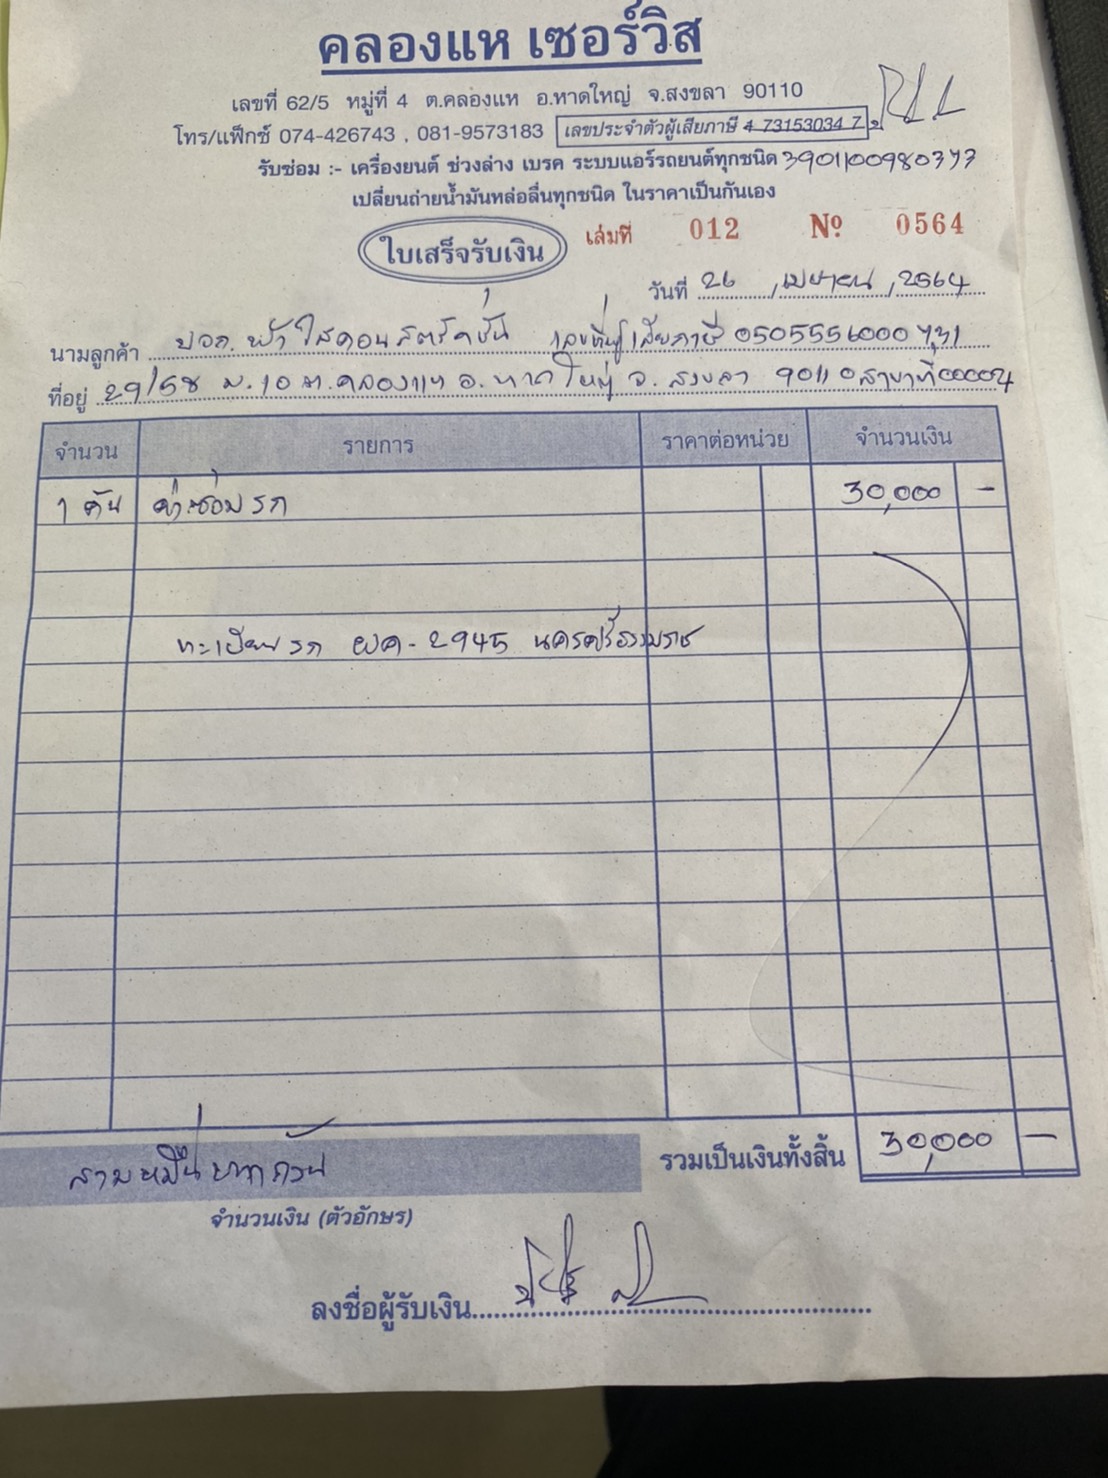 คลองแห เซอร์วิส
เลขที่ 62/5 หมู่ที่ 4 ต.คลองแห อ.หาดใหญ่ จ.สงขลา 90110
โทร/แฟ็กซ์ 074-426743 , 081-9573183 เลขประจำตัวผู้เสียภาษี 4 73153034 7
รับซ่อม :- เครื่องยนต์ ช่วงล่าง เบรค ระบบแอร์รถยนต์ทุกชนิด 3901100980373
เปลี่ยนถ่ายน้ำมันหล่อลื่นทุกชนิด ในราคาเป็นกันเอง
ใบเสร็จรับเงิน เล่มที่ 012 Nº 0564
วันที่ 26 เมษายน 2564
นามลูกค้า บจก.ฟ้าใสคอนสตรัคชั่น เลขที่ผู้เสียภาษี 0505556000731
ที่อยู่ 29/58 ม.10 ต.คลองแห อ.หาดใหญ่ จ.สงขลา 90110 สาขาที่ 00004
จำนวน รายการ ราคาต่อหน่วย จำนวนเงิน
1 คัน ค่าซ่อมรถ 30,000 -
ทะเบียนรถ ผค-2945 นครศรีธรรมราช
สามหมื่นบาทถ้วน รวมเป็นเงินทั้งสิ้น 30,000 -
จำนวนเงิน (ตัวอักษร)
ลงชื่อผู้รับเงิน